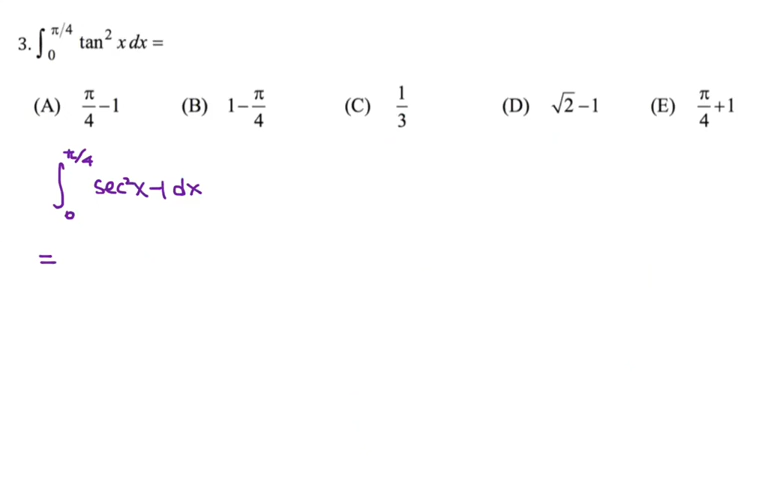 3. ∫₀^{π/4} tan² x dx =
(A) π/4 − 1 (B) 1 − π/4 (C) 1/3 (D) √2 − 1 (E) π/4 + 1
∫₀^{π/4} sec²x − 1 dx
=